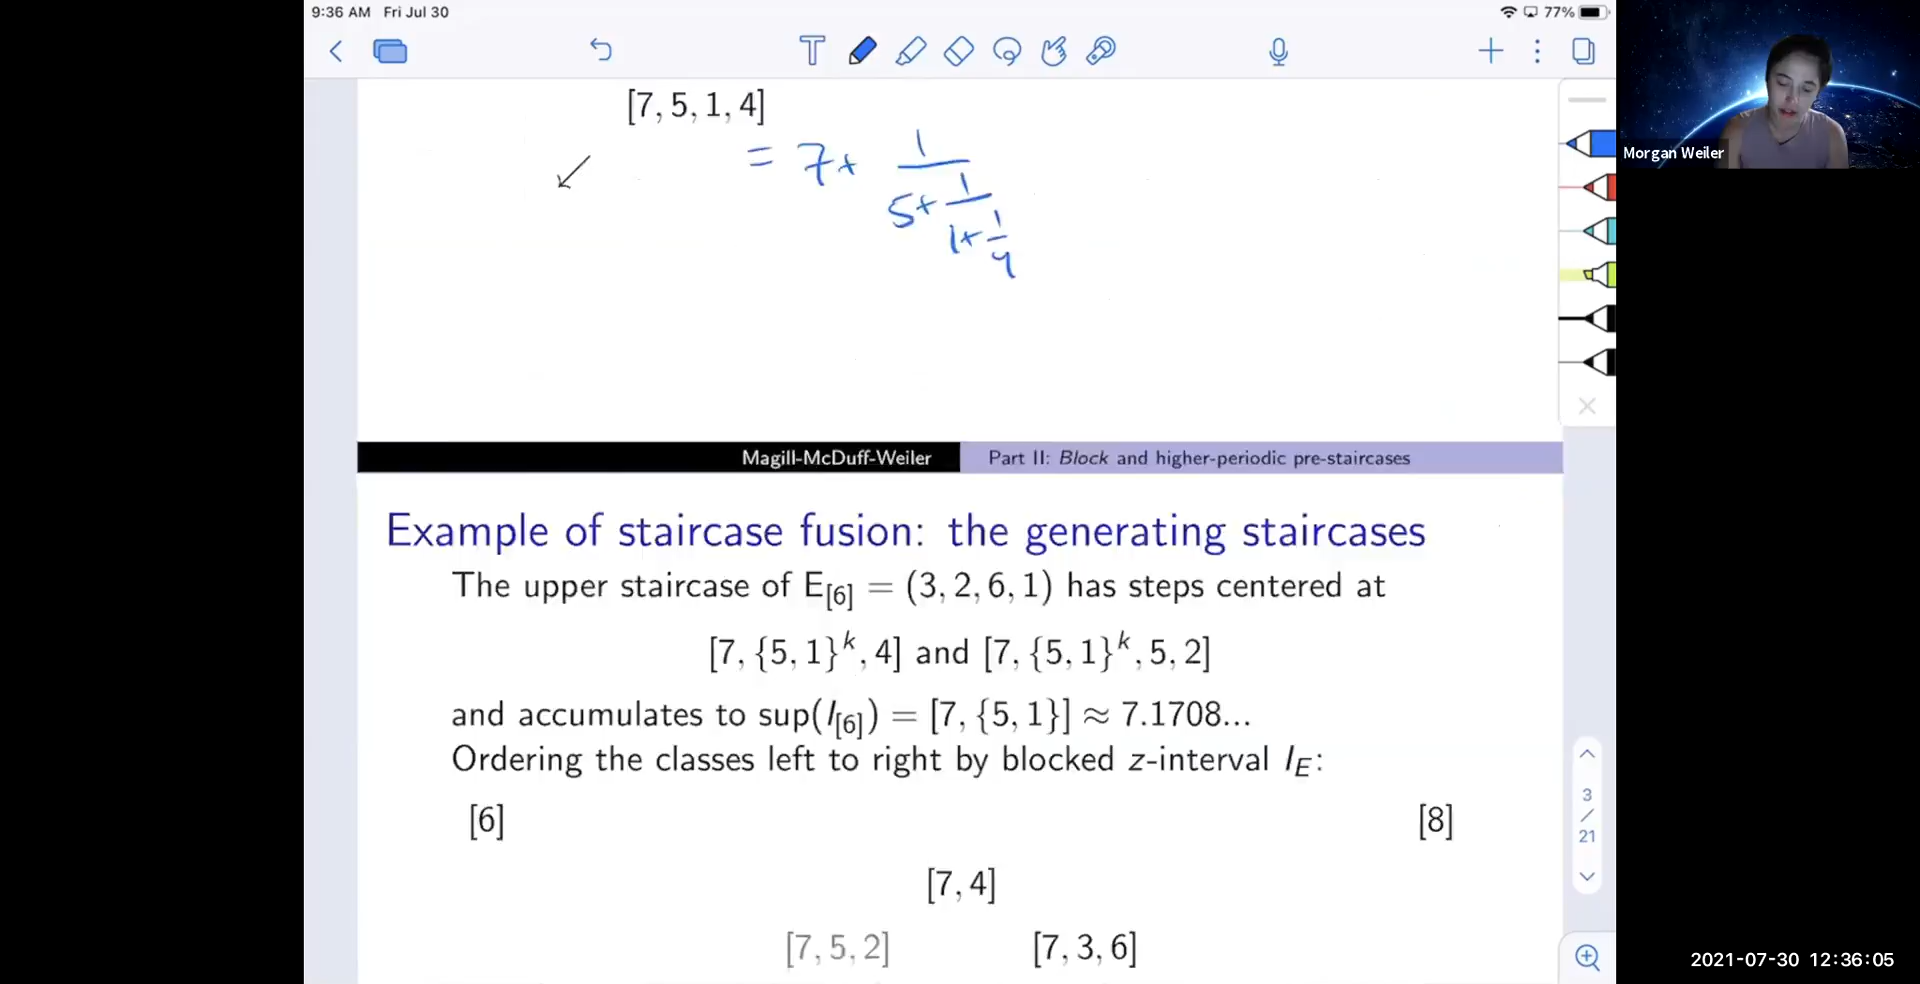 9:36 AM Fri Jul 30
77%
[7, 5, 1, 4]
= 7 + 1/(5 + 1/(1 + 1/4))
Magill-McDuff-Weiler
Part II: Block and higher-periodic pre-staircases
Example of staircase fusion: the generating staircases
The upper staircase of E_[6] = (3, 2, 6, 1) has steps centered at
[7, {5, 1}^k, 4] and [7, {5, 1}^k, 5, 2]
and accumulates to sup(I_[6]) = [7, {5, 1}] ≈ 7.1708...
Ordering the classes left to right by blocked z-interval I_E:
[6] [8]
[7, 4]
[7, 5, 2] [7, 3, 6]
3
/
21
Morgan Weiler
2021-07-30 12:36:05